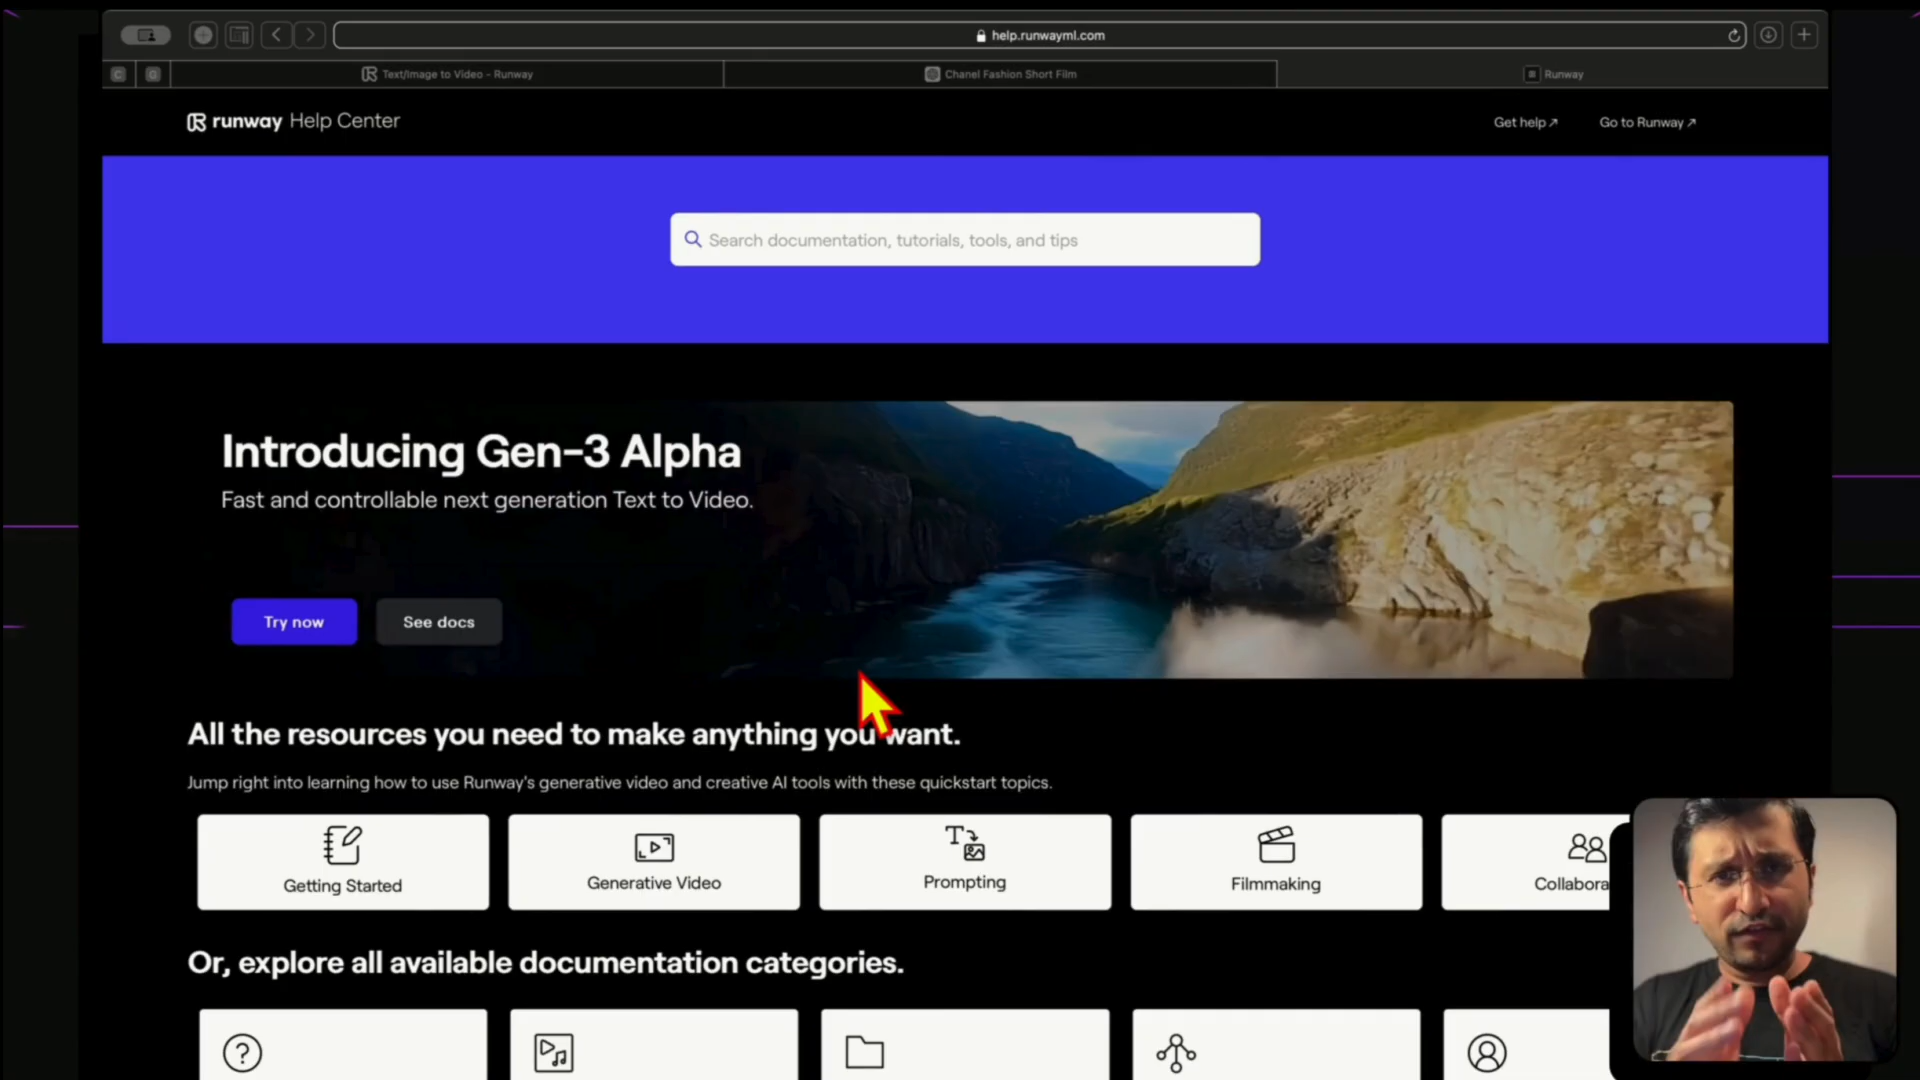 help.runwayml.com
C
G
Text/Image to Video - Runway
Chanel Fashion Short Film
Runway
runway Help Center
Get help↗
Go to Runway↗
Search documentation, tutorials, tools, and tips
Introducing Gen-3 Alpha
Fast and controllable next generation Text to Video.
Try now
See docs
All the resources you need to make anything you want.
Jump right into learning how to use Runway's generative video and creative AI tools with these quickstart topics.
Getting Started
Generative Video
Prompting
Filmmaking
Collabora
Or, explore all available documentation categories.